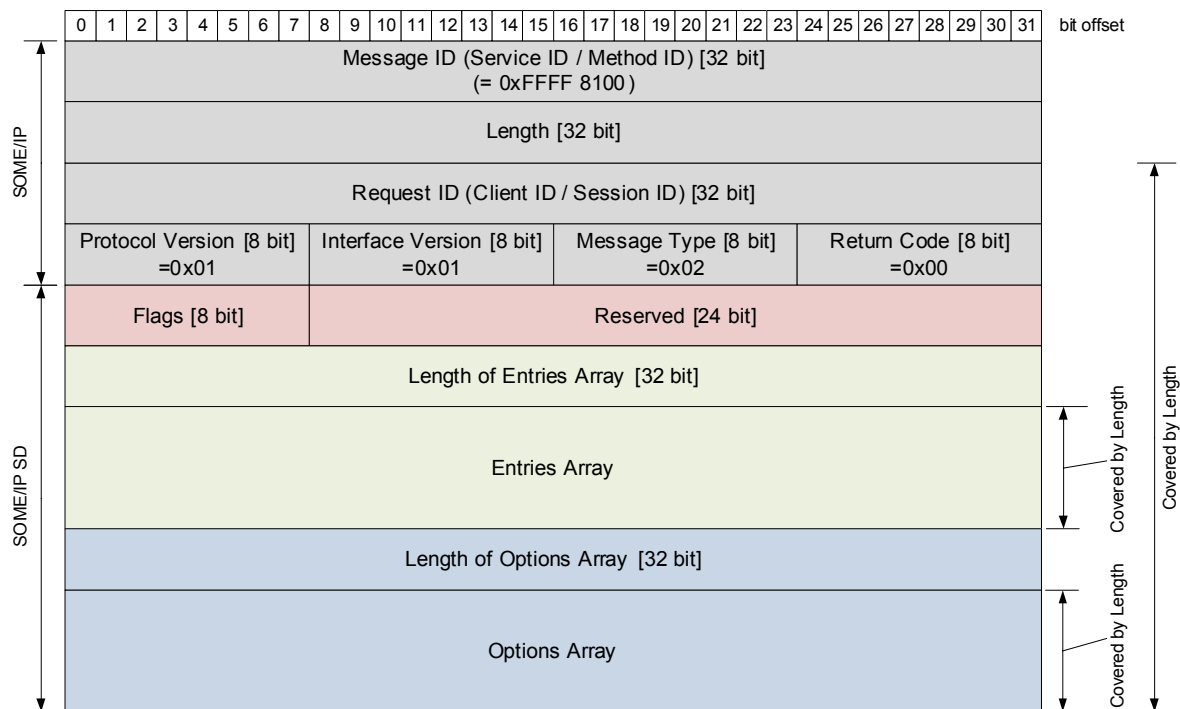 0 1 2 3 4 5 6 7 8 9 10 11 12 13 14 15 16 17 18 19 20 21 22 23 24 25 26 27 28 29 30 31 bit offset
Message ID (Service ID / Method ID) [32 bit]
(= 0xFFFF 8100)
Length [32 bit]
SOME/IP
Request ID (Client ID / Session ID) [32 bit]
Protocol Version [8 bit] Interface Version [8 bit] Message Type [8 bit] Return Code [8 bit]
=0x01 =0x01 =0x02 =0x00
Flags [8 bit] Reserved [24 bit]
Length of Entries Array [32 bit]
Entries Array
Covered by Length
Covered by Length
SOME/IP SD
Length of Options Array [32 bit]
Options Array
Covered by Length